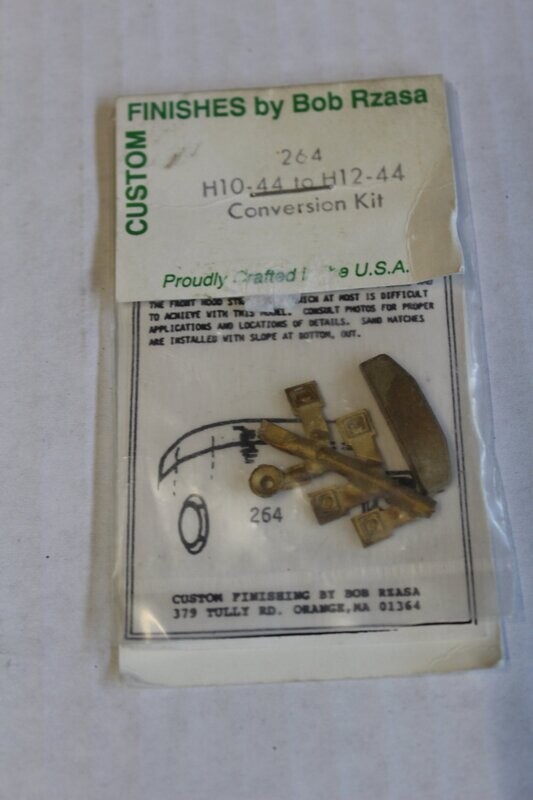 CUSTOM
FINISHES by Bob Rzasa
264
H10-44 to H12-44
Conversion Kit
Proudly Crafted the U.S.A.
THE FRONT HOOD WHICH AT MOST IS DIFFICULT
TO ACHIEVE WITH THIS MODEL. CONSULT PHOTOS FOR PROPER
APPLICATIONS AND LOCATIONS OF DETAILS. SAND HATCHES
ARE INSTALLED WITH SLOPE AT BOTTOM, OUT.
264
CUSTOM FINISHING BY BOB RZASA
379 TULLY RD. ORANGE, MA 01364